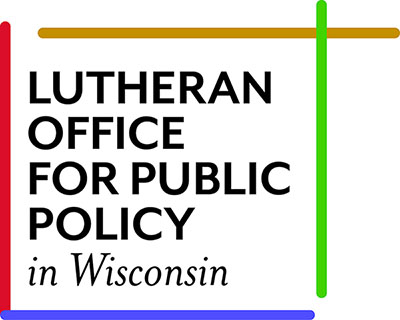 LUTHERAN
OFFICE
FOR PUBLIC
POLICY
in Wisconsin